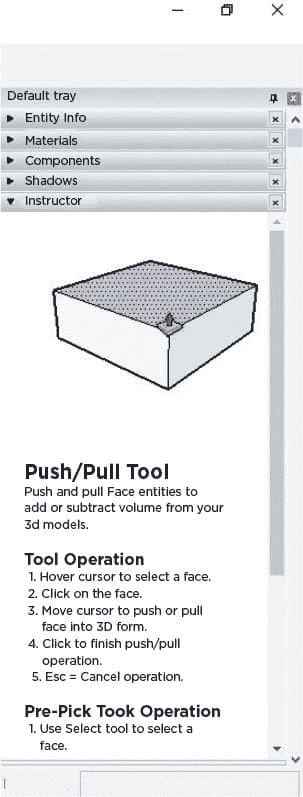 Default tray
Entity Info
Materials
Components
Shadows
Instructor
Push/Pull Tool
Push and pull Face entities to
add or subtract volume from your
3d models.
Tool Operation
1. Hover cursor to select a face.
2. Click on the face.
3. Move cursor to push or pull
face into 3D form.
4. Click to finish push/pull
operation.
5. Esc = Cancel operation.
Pre-Pick Took Operation
1. Use Select tool to select a
face.